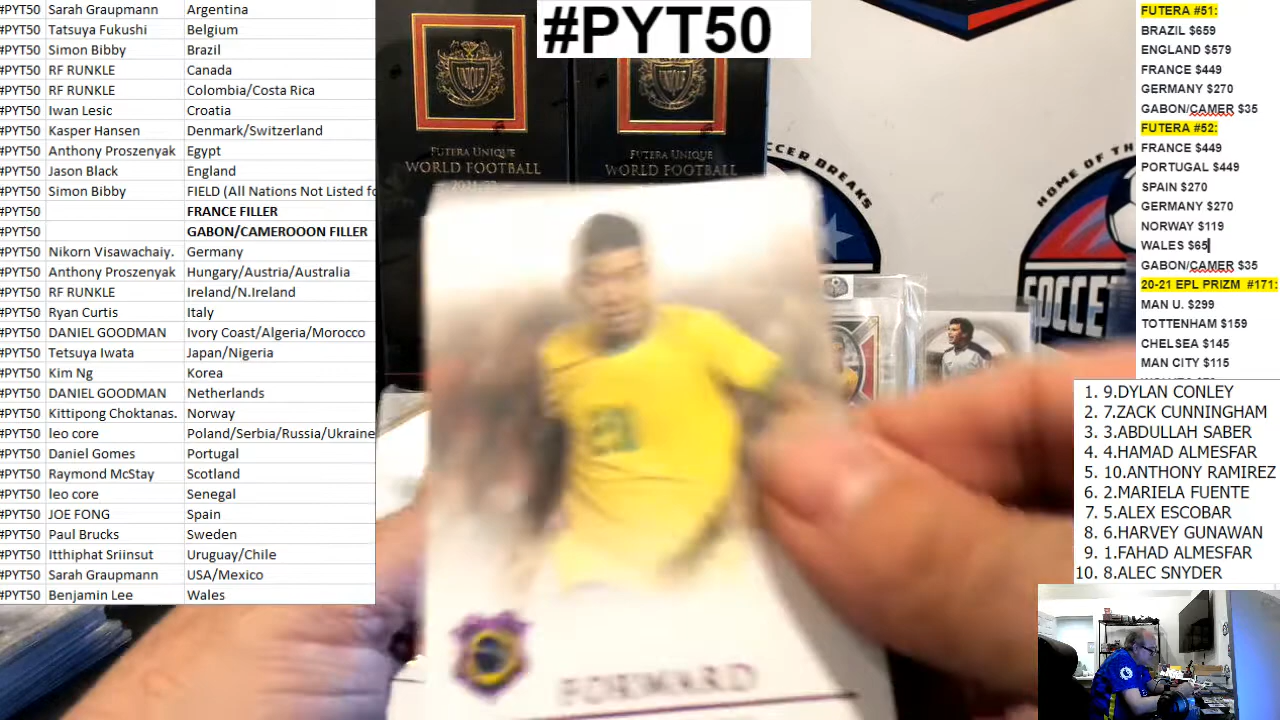 #PYT50
#PYT50 Sarah Graupmann Argentina
#PYT50 Tatsuya Fukushi Belgium
#PYT50 Simon Bibby Brazil
#PYT50 RF RUNKLE Canada
#PYT50 RF RUNKLE Colombia/Costa Rica
#PYT50 Iwan Lesic Croatia
#PYT50 Kasper Hansen Denmark/Switzerland
#PYT50 Anthony Proszenyak Egypt
#PYT50 Jason Black England
#PYT50 Simon Bibby FIELD (All Nations Not Listed fo
#PYT50 FRANCE FILLER
#PYT50 GABON/CAMEROOON FILLER
#PYT50 Nikorn Visawachaiy. Germany
#PYT50 Anthony Proszenyak Hungary/Austria/Australia
#PYT50 RF RUNKLE Ireland/N.Ireland
#PYT50 Ryan Curtis Italy
#PYT50 DANIEL GOODMAN Ivory Coast/Algeria/Morocco
#PYT50 Tetsuya Iwata Japan/Nigeria
#PYT50 Kim Ng Korea
#PYT50 DANIEL GOODMAN Netherlands
#PYT50 Kittipong Choktanas. Norway
#PYT50 leo core Poland/Serbia/Russia/Ukraine
#PYT50 Daniel Gomes Portugal
#PYT50 Raymond McStay Scotland
#PYT50 leo core Senegal
#PYT50 JOE FONG Spain
#PYT50 Paul Brucks Sweden
#PYT50 Itthiphat Sriinsut Uruguay/Chile
#PYT50 Sarah Graupmann USA/Mexico
#PYT50 Benjamin Lee Wales
UNIQUE
FUTERA UNIQUE
WORLD FOOTBALL
FUTERA UNIQUE
WORLD FOOTBALL
CCER BREAKS
HOME OF TH
SOCCE
21
FORWARD
FUTERA #51:
BRAZIL $659
ENGLAND $579
FRANCE $449
GERMANY $270
GABON/CAMER $35
FUTERA #52:
FRANCE $449
PORTUGAL $449
SPAIN $270
GERMANY $270
NORWAY $119
WALES $65
GABON/CAMER $35
20-21 EPL PRIZM #171:
MAN U. $299
TOTTENHAM $159
CHELSEA $145
MAN CITY $115
1. 9.DYLAN CONLEY
2. 7.ZACK CUNNINGHAM
3. 3.ABDULLAH SABER
4. 4.HAMAD ALMESFAR
5. 10.ANTHONY RAMIREZ
6. 2.MARIELA FUENTE
7. 5.ALEX ESCOBAR
8. 6.HARVEY GUNAWAN
9. 1.FAHAD ALMESFAR
10. 8.ALEC SNYDER